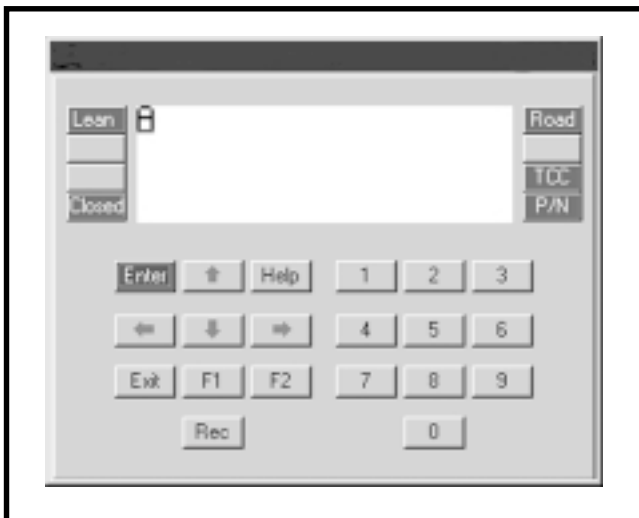 Lean Road
TCC
Closed P/N
Enter Help 1 2 3
4 5 6
Exit F1 F2 7 8 9
Rec 0